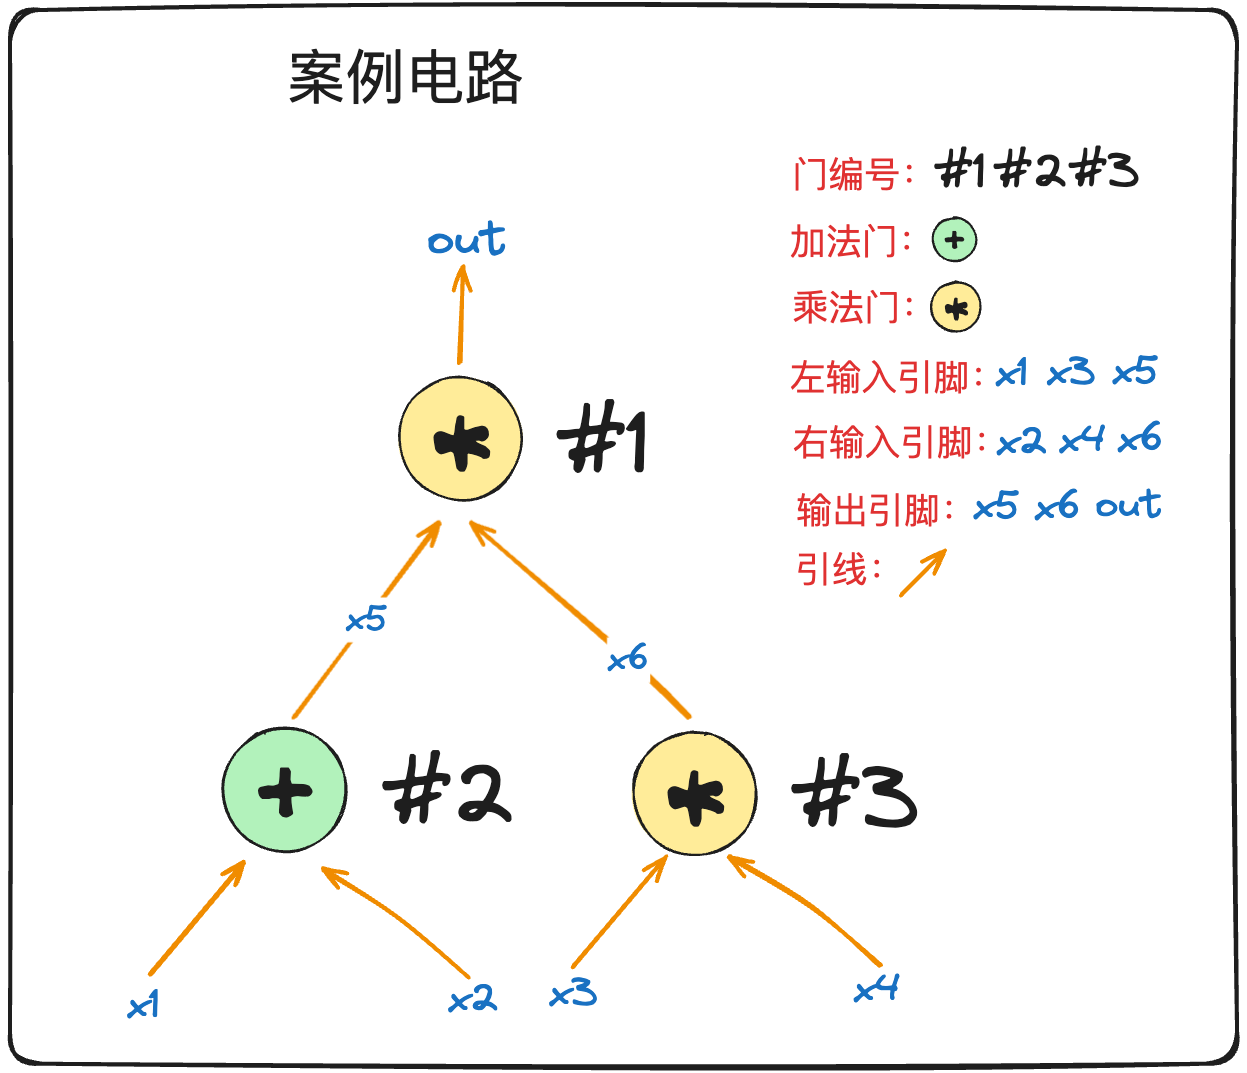 案例电路
门编号： #1 #2 #3
加法门： +
乘法门： *
左输入引脚： x1 x3 x5
右输入引脚： x2 x4 x6
输出引脚： x5 x6 out
引线：
out
* #1
x5
x6
+ #2
* #3
x1 x2 x3 x4